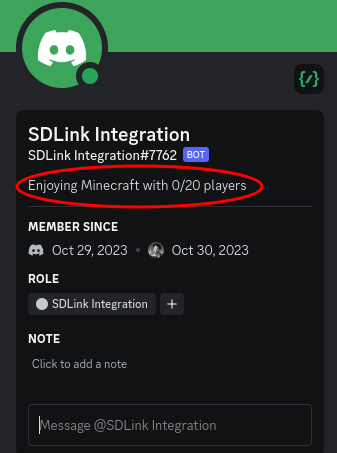 SDLink Integration
SDLink Integration#7762 BOT
Enjoying Minecraft with 0/20 players
MEMBER SINCE
Oct 29, 2023 • Oct 30, 2023
ROLE
SDLink Integration +
NOTE
Click to add a note
Message @SDLink Integration